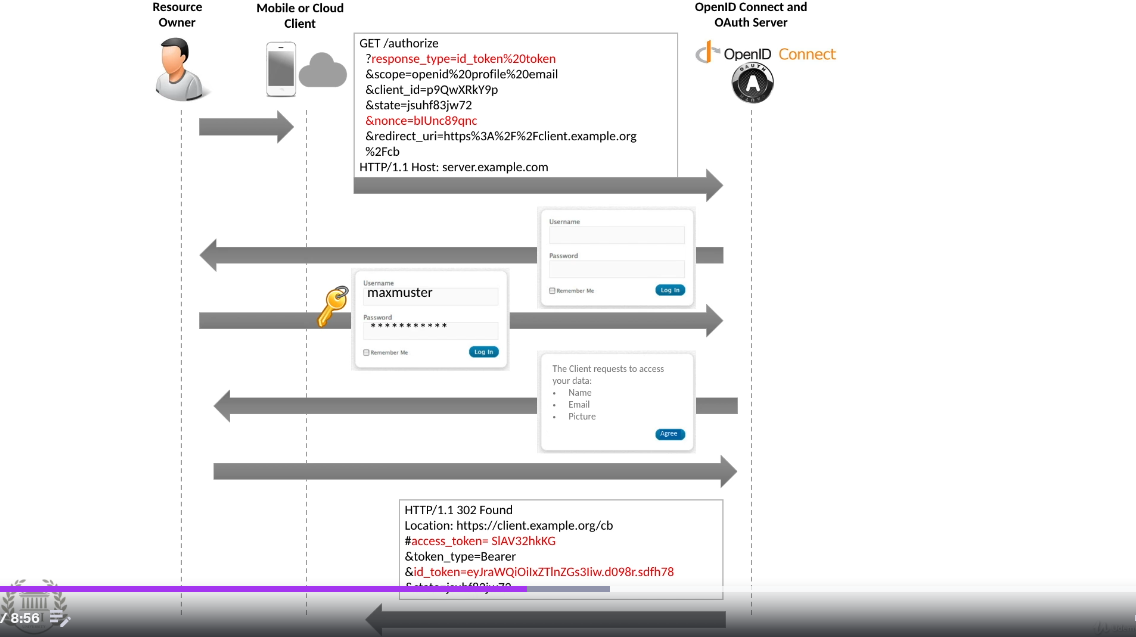 Resource
Owner
Mobile or Cloud
Client
OpenID Connect and
OAuth Server
OpenID Connect
OAUTH
A
GET /authorize
?response_type=id_token%20token
&scope=openid%20profile%20email
&client_id=p9QwXRkY9p
&state=jsuhf83jw72
&nonce=bIUnc89qnc
&redirect_uri=https%3A%2F%2Fclient.example.org
%2Fcb
HTTP/1.1 Host: server.example.com
Username
Password
Remember Me
Log In
Username
maxmuster
Password
***********
Remember Me
Log In
The Client requests to access
your data:
• Name
• Email
• Picture
Agree
HTTP/1.1 302 Found
Location: https://client.example.org/cb
#access_token= SlAV32hkKG
&token_type=Bearer
&id_token=eyJraWQiOiIxZTlnZGs3Iiw.d098r.sdfh78
&state=jsuhf83jw72
/ 8:56